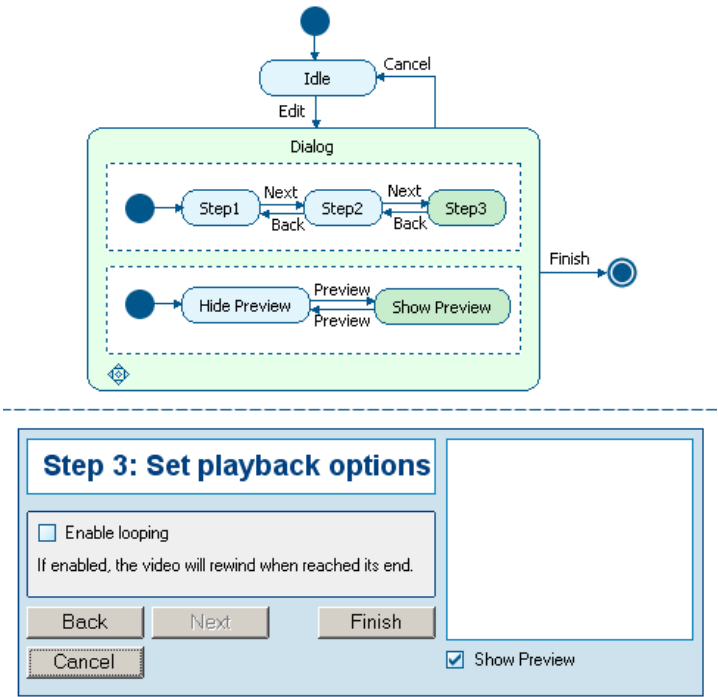 Idle
Cancel
Edit
Dialog
Step1
Next
Back
Step2
Next
Back
Step3
Finish
Hide Preview
Preview
Preview
Show Preview
Step 3: Set playback options
Enable looping
If enabled, the video will rewind when reached its end.
Back
Next
Finish
Cancel
Show Preview